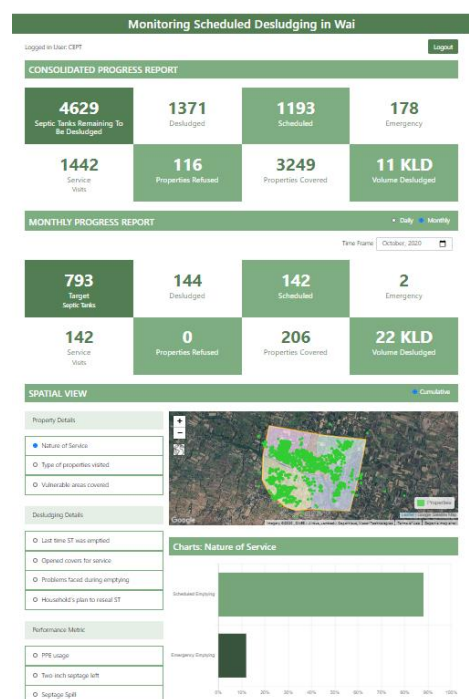 Monitoring Scheduled Desludging in Wai
Logged in User: CEPT
Logout
CONSOLIDATED PROGRESS REPORT
4629
Septic Tanks Remaining To
Be Desludged
1371
Desludged
1193
Scheduled
178
Emergency
1442
Service
Visits
116
Properties Refused
3249
Properties Covered
11 KLD
Volume Desludged
MONTHLY PROGRESS REPORT
Daily
Monthly
Time Frame
October, 2020
793
Target
Septic Tanks
144
Desludged
142
Scheduled
2
Emergency
142
Service
Visits
0
Properties Refused
206
Properties Covered
22 KLD
Volume Desludged
SPATIAL VIEW
Cumulative
Property Details
Nature of Service
Type of properties visited
Vulnerable areas covered
Desludging Details
Last time ST was emptied
Opened covers for service
Problems faced during emptying
Household's plan to reseal ST
Performance Metric
PPE usage
Two-inch septage left
Septage Spill
+
−
Google
Properties
Charts: Nature of Service
Scheduled Emptying
Emergency Emptying
0% 10% 20% 30% 40% 50% 60% 70% 80% 90% 100%